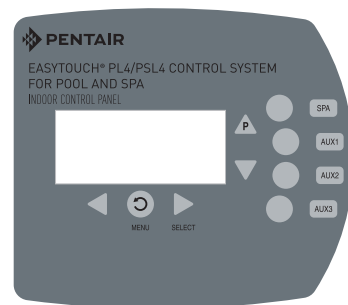 PENTAIR
EASYTOUCH® PL4/PSL4 CONTROL SYSTEM
FOR POOL AND SPA
INDOOR CONTROL PANEL
SPA
P
AUX1
AUX2
AUX3
MENU SELECT